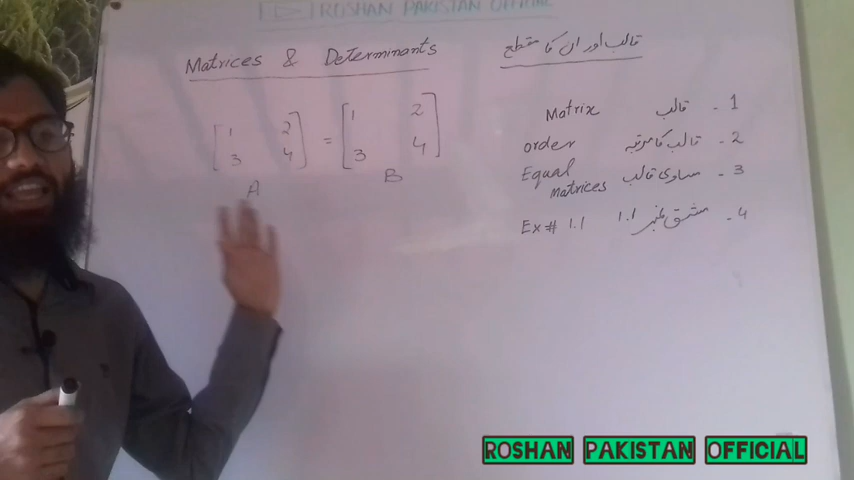 ROSHAN PAKISTAN OFFICIAL
Matrices & Determinants
قالب اور ان کا مقطع
1 2 = 1 2
3 4 3 4
A B
Matrix قالب - 1
order قالب کا مرتبہ - 2
Equal matrices مساوی قالب - 3
Ex # 1.1 مشق نمبر 1.1 - 4
ROSHAN PAKISTAN OFFICIAL